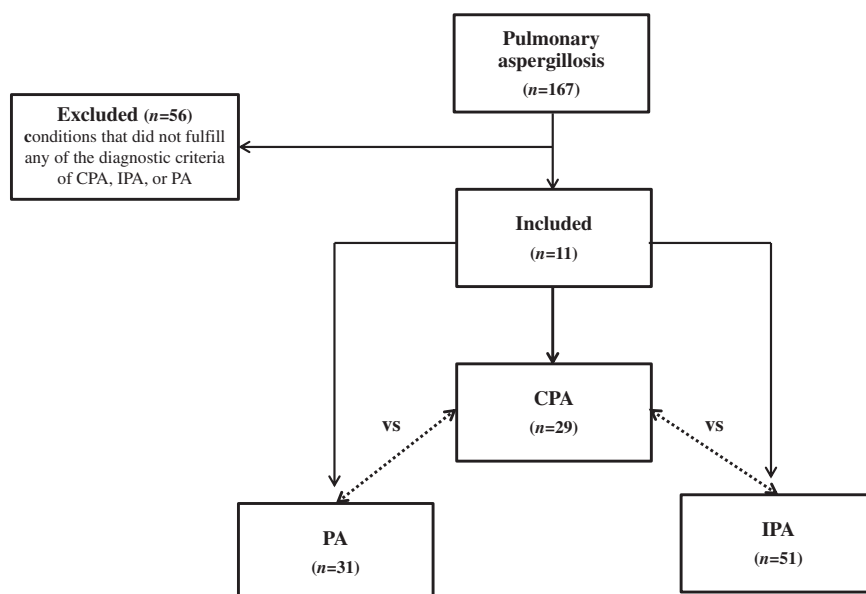 Pulmonary
aspergillosis
(n=167)
Excluded (n=56)
conditions that did not fulfill
any of the diagnostic criteria
of CPA, IPA, or PA
Included
(n=11)
CPA
(n=29)
vs
vs
PA
(n=31)
IPA
(n=51)